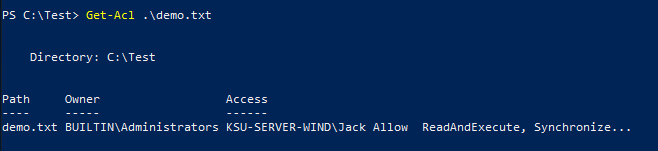 PS C:\Test> Get-Acl .\demo.txt
Directory: C:\Test
Path Owner Access
---- ----- ------
demo.txt BUILTIN\Administrators KSU-SERVER-WIND\Jack Allow ReadAndExecute, Synchronize...